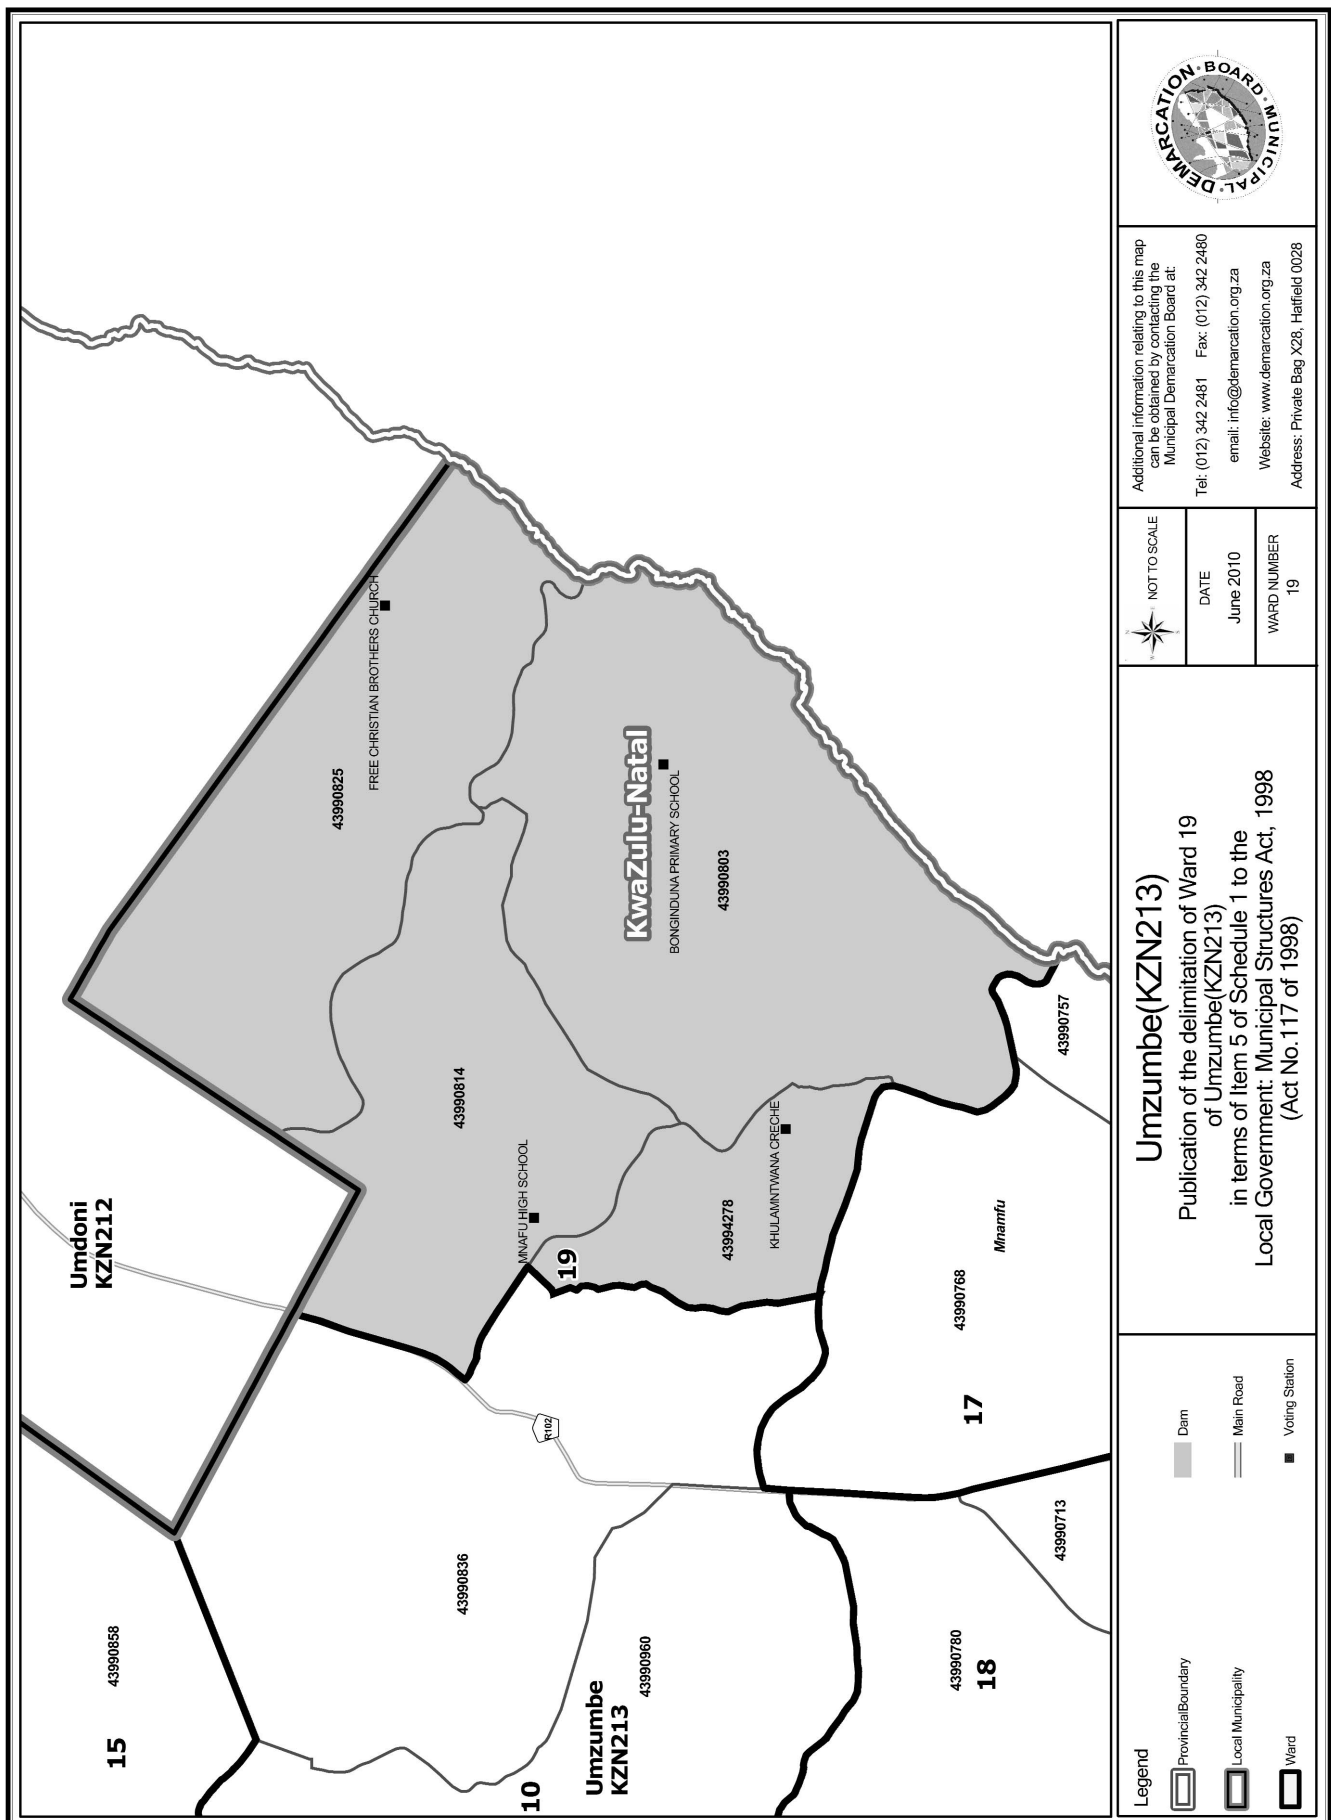 15
43990858
Umdoni
KZN212
43990825
FREE CHRISTIAN BROTHERS CHURCH
43990836
43990814
MNAFU HIGH SCHOOL
R102
10
19
Umzumbe
KZN213
43990960
KwaZulu-Natal
BONGINDUNA PRIMARY SCHOOL
43990803
43994278
KHULAMNTWANA CRECHE
43990780
18
43990768
17
Mnamfu
43990713
43990757
Legend
ProvincialBoundary
Local Municipality
Ward
Dam
Main Road
Voting Station
Umzumbe(KZN213)
Publication of the delimitation of Ward 19
of Umzumbe(KZN213)
in terms of Item 5 of Schedule 1 to the
Local Government: Municipal Structures Act, 1998
(Act No.117 of 1998)
N
W
S
NOT TO SCALE
DATE
June 2010
WARD NUMBER
19
Additional information relating to this map
can be obtained by contacting the
Municipal Demarcation Board at:
Tel: (012) 342 2481 Fax: (012) 342 2480
email: info@demarcation.org.za
Website: www.demarcation.org.za
Address: Private Bag X28, Hatfield 0028
DEMARCATION · BOARD · MUNICIPAL ·